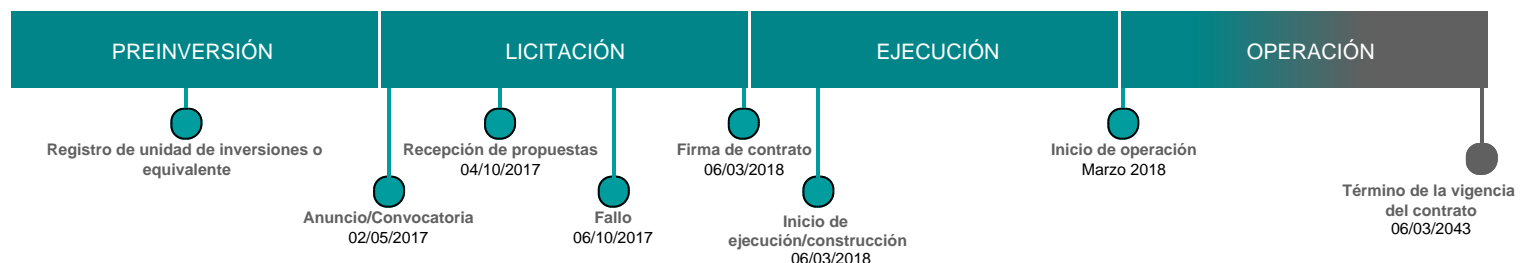 PREINVERSIÓN
LICITACIÓN
EJECUCIÓN
OPERACIÓN
Registro de unidad de inversiones o
equivalente
Recepción de propuestas
04/10/2017
Firma de contrato
06/03/2018
Inicio de operación
Marzo 2018
Anuncio/Convocatoria
02/05/2017
Fallo
06/10/2017
Inicio de
ejecución/construcción
06/03/2018
Término de la vigencia
del contrato
06/03/2043